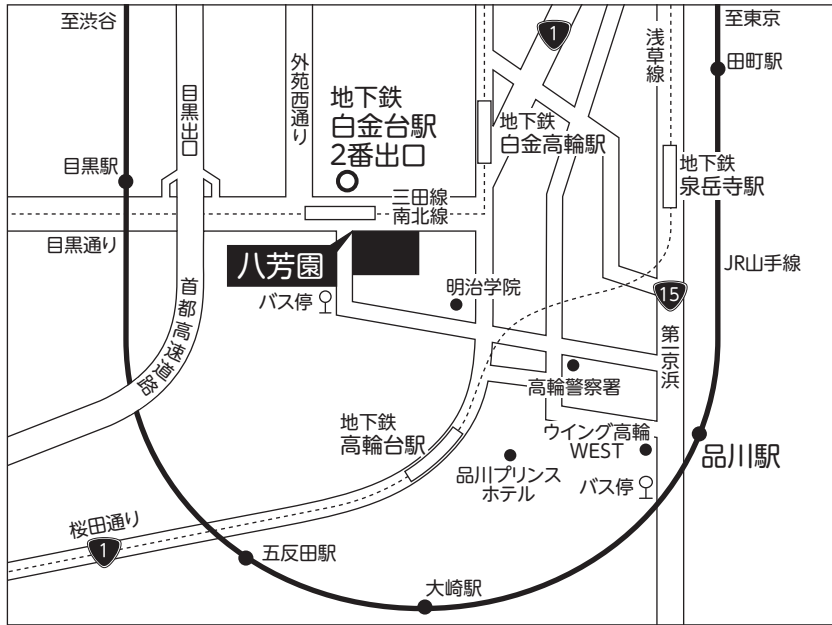 至渋谷
至東京
1
浅草線
田町駅
外苑西通り
目黒出口
地下鉄
白金台駅
2番出口
地下鉄
白金高輪駅
地下鉄
泉岳寺駅
目黒駅
三田線
南北線
目黒通り
八芳園
JR山手線
バス停
明治学院
15
首都高速道路
第一京浜
高輪警察署
地下鉄
高輪台駅
ウイング高輪
WEST
品川駅
品川プリンス
ホテル
バス停
桜田通り
1
五反田駅
大崎駅